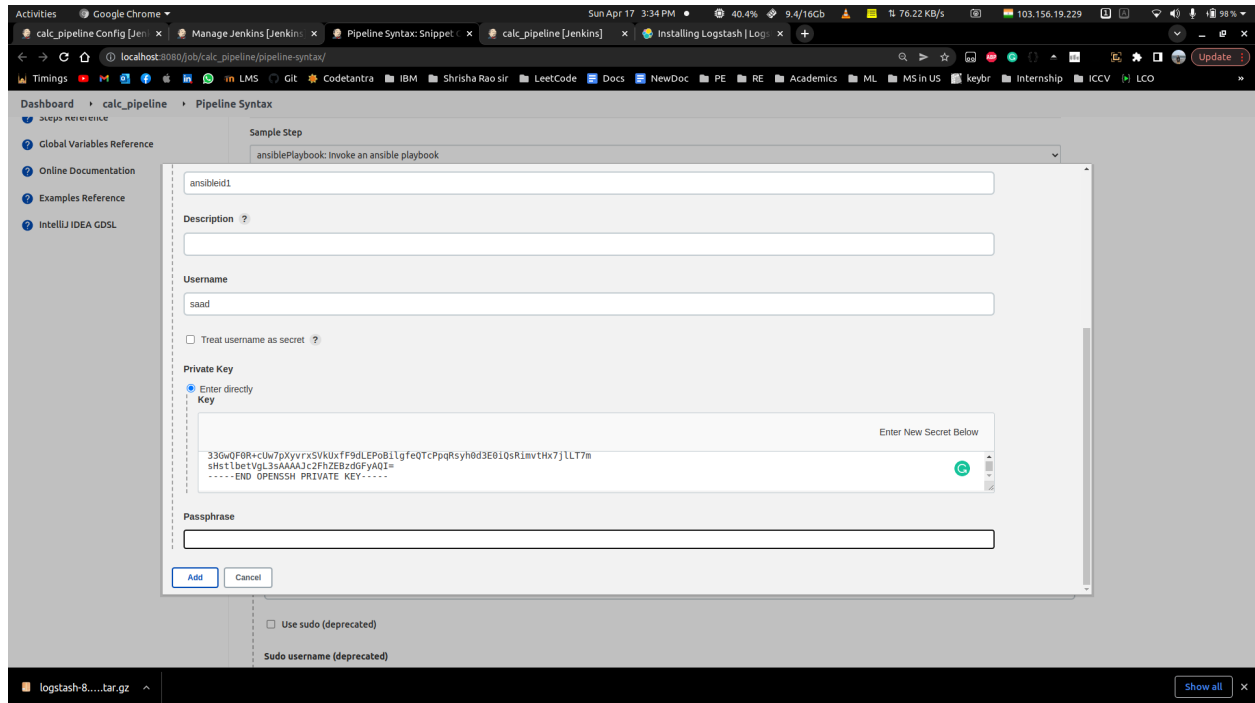 Activities Google Chrome Sun Apr 17 3:34 PM 40.4% 9.4/16Gb 76.22 KB/s 103.156.19.229 98%
calc_pipeline Config [Jen Manage Jenkins [Jenkins Pipeline Syntax: Snippet calc_pipeline [Jenkins] Installing Logstash | Logs
localhost:8080/job/calc_pipeline/pipeline-syntax/ Update
Timings LMS Git Codetantra IBM Shrisha Rao sir LeetCode Docs NewDoc PE RE Academics ML MS in US keybr Internship ICCV LCO »
Dashboard calc_pipeline Pipeline Syntax
Steps Reference
Global Variables Reference
Online Documentation
Examples Reference
IntelliJ IDEA GDSL
Sample Step
ansiblePlaybook: Invoke an ansible playbook
ansibleid1
Description ?
Username
saad
Treat username as secret ?
Private Key
Enter directly
Key
Enter New Secret Below
33GwQF0R+cUw7pXyvrxSVkUxfF9dLEPoBilgfeQTcPpqRsyh0d3E0iQsRimvtHx7jlLT7m
sHstlbetVgL3sAAAAJc2FhZEBzdGFyAQI=
-----END OPENSSH PRIVATE KEY-----
Passphrase
Add Cancel
Use sudo (deprecated)
Sudo username (deprecated)
logstash-8.....tar.gz Show all